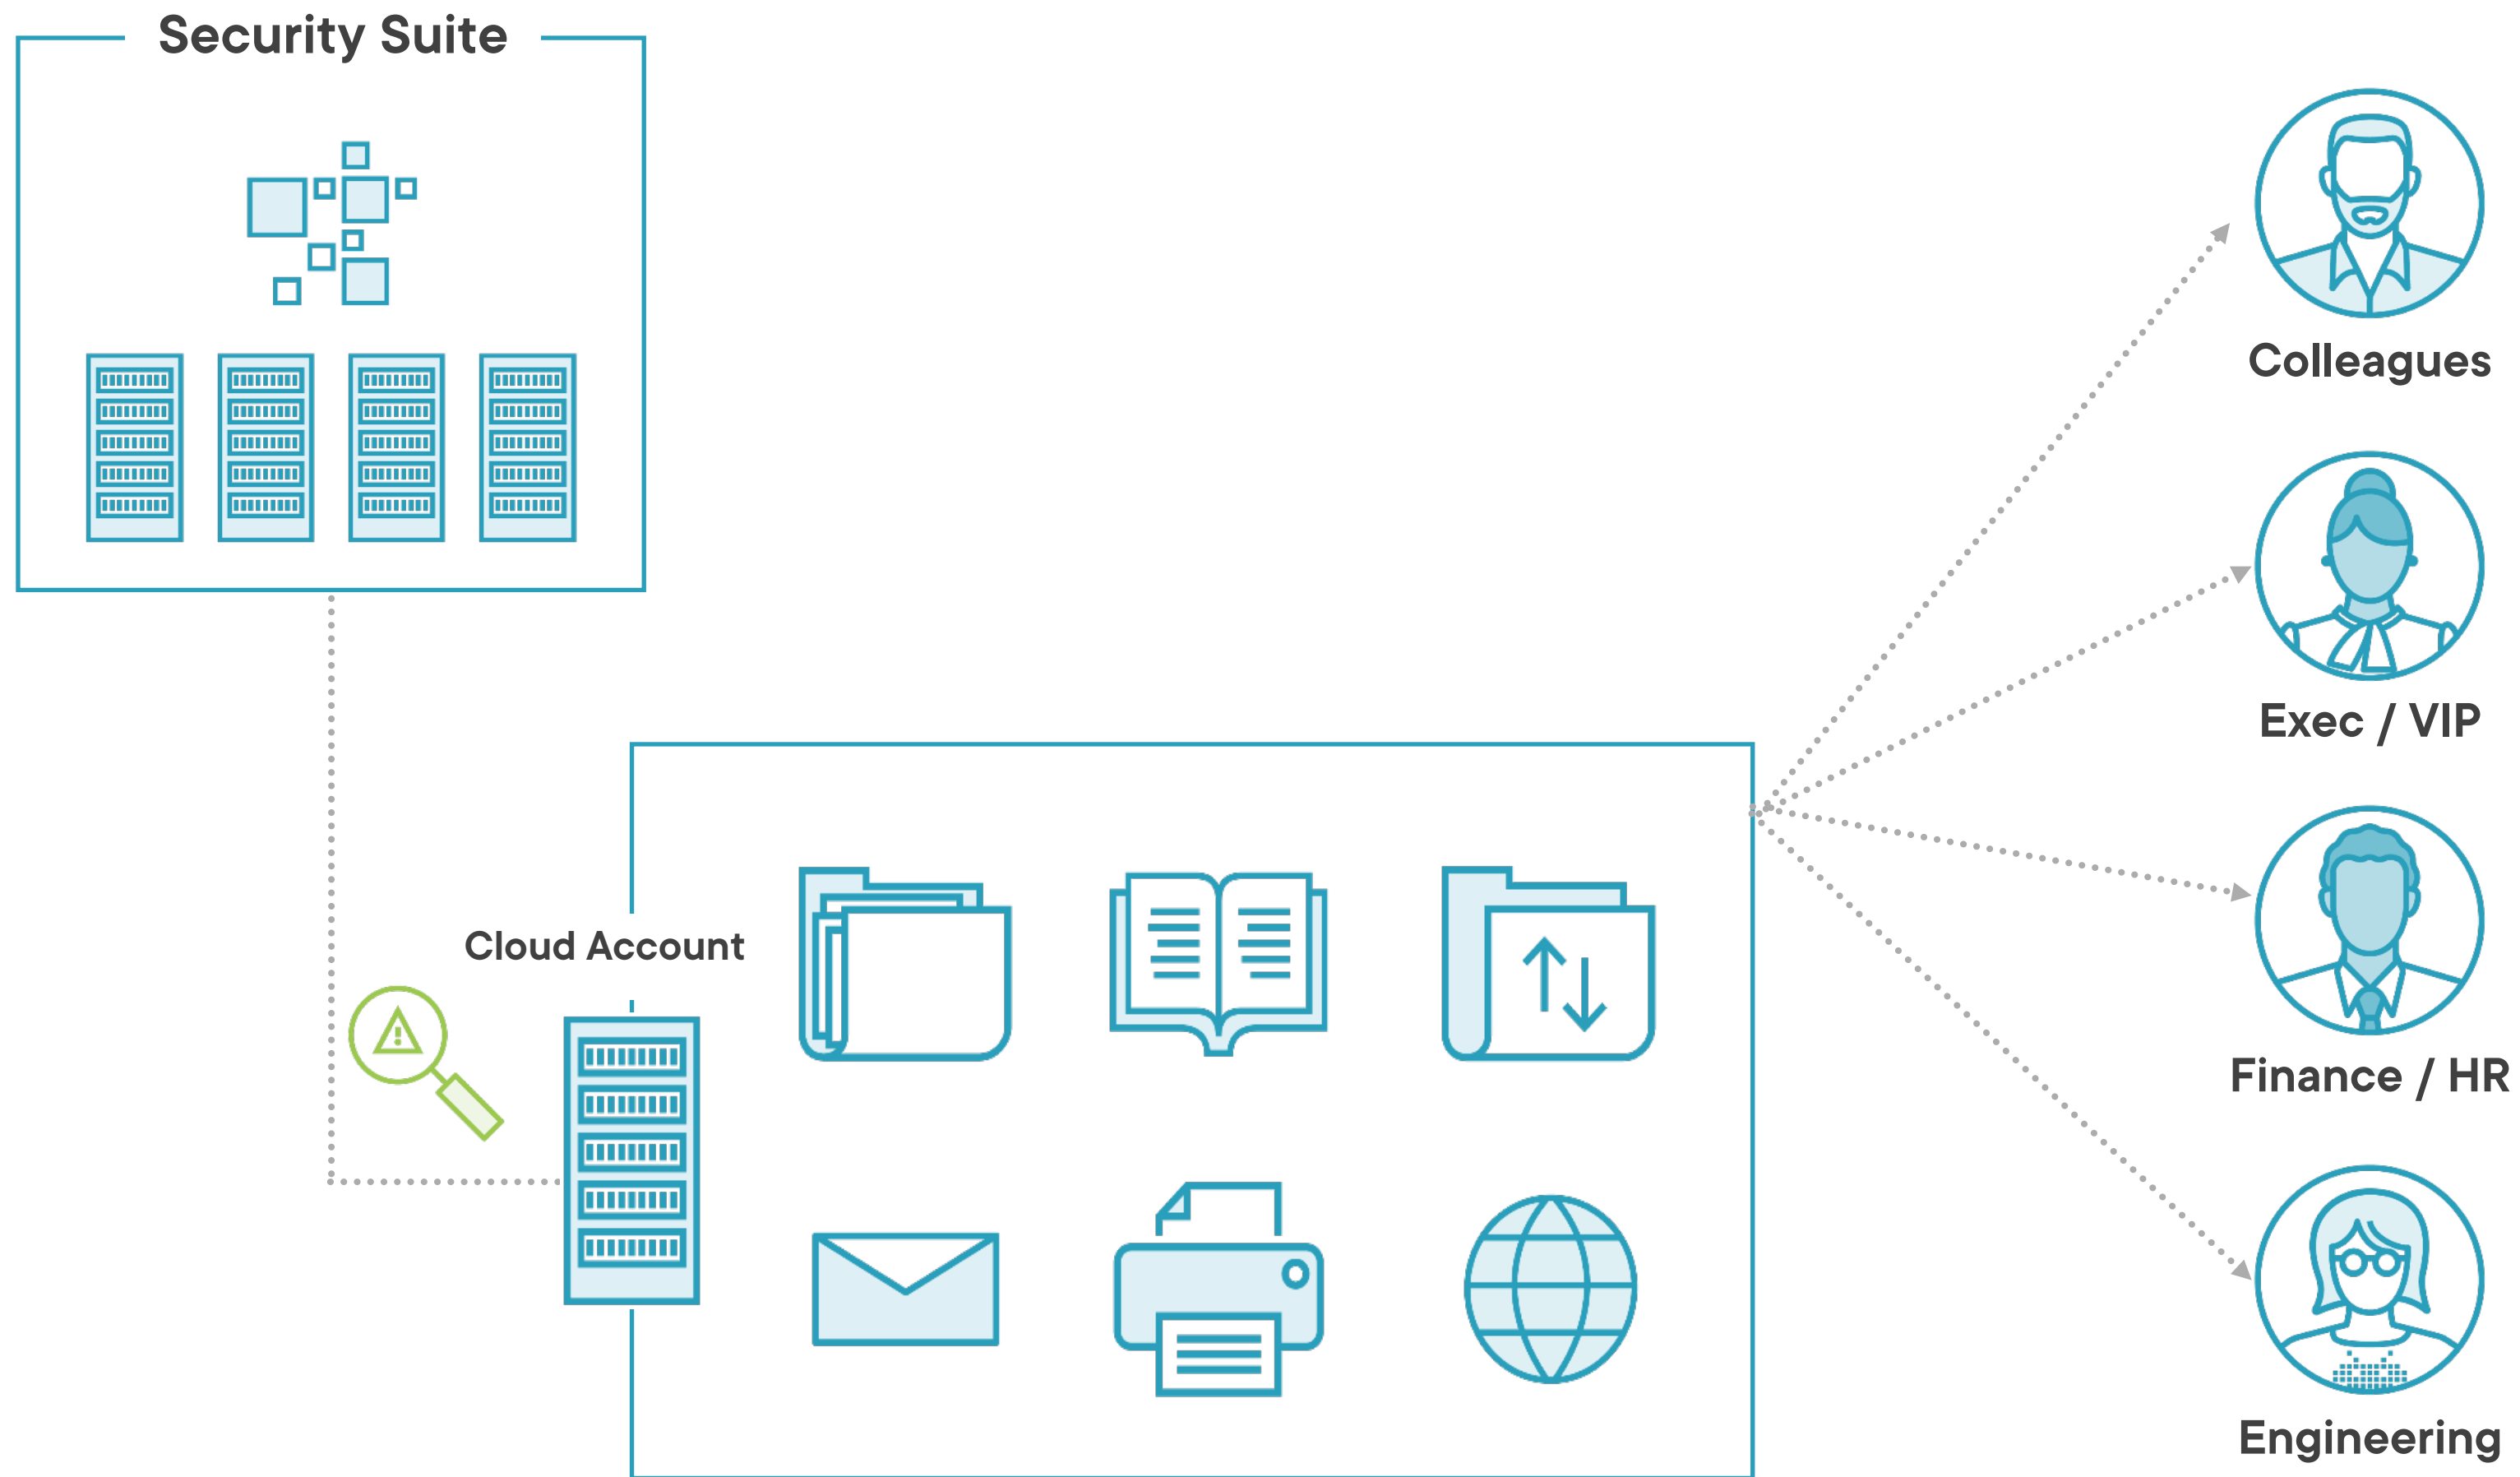 Security Suite
Colleagues
Exec / VIP
Cloud Account
Finance / HR
Engineering